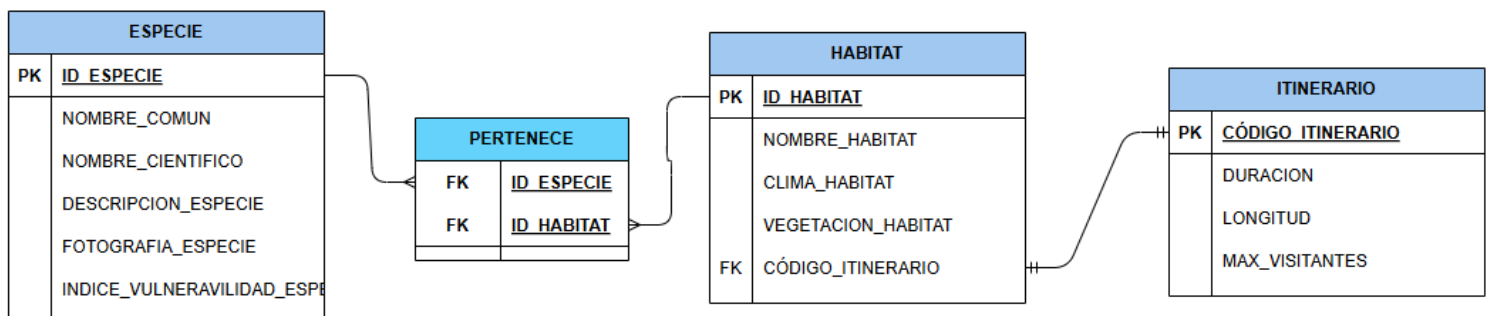 ESPECIE
PK ID_ESPECIE
NOMBRE_COMUN
NOMBRE_CIENTIFICO
DESCRIPCION_ESPECIE
FOTOGRAFIA_ESPECIE
INDICE_VULNERAVILIDAD_ESPE
PERTENECE
FK ID_ESPECIE
FK ID_HABITAT
HABITAT
PK ID_HABITAT
NOMBRE_HABITAT
CLIMA_HABITAT
VEGETACION_HABITAT
FK CÓDIGO_ITINERARIO
ITINERARIO
PK CÓDIGO_ITINERARIO
DURACION
LONGITUD
MAX_VISITANTES